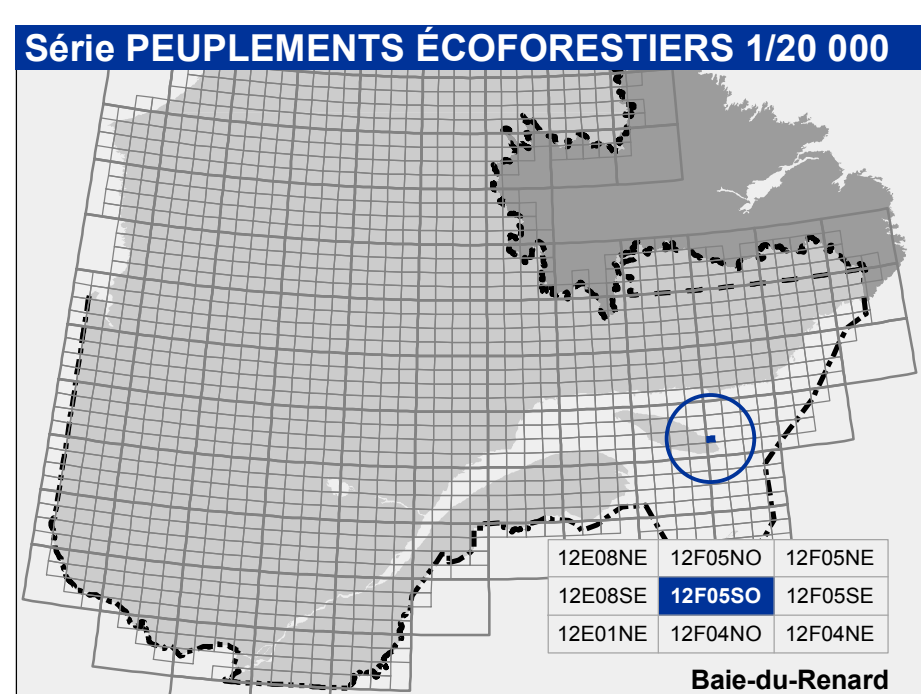 Série PEUPLEMENTS ÉCOFORESTIERS 1/20 000
12E08NE 12F05NO 12F05NE
12E08SE 12F05SO 12F05SE
12E01NE 12F04NO 12F04NE
Baie-du-Renard